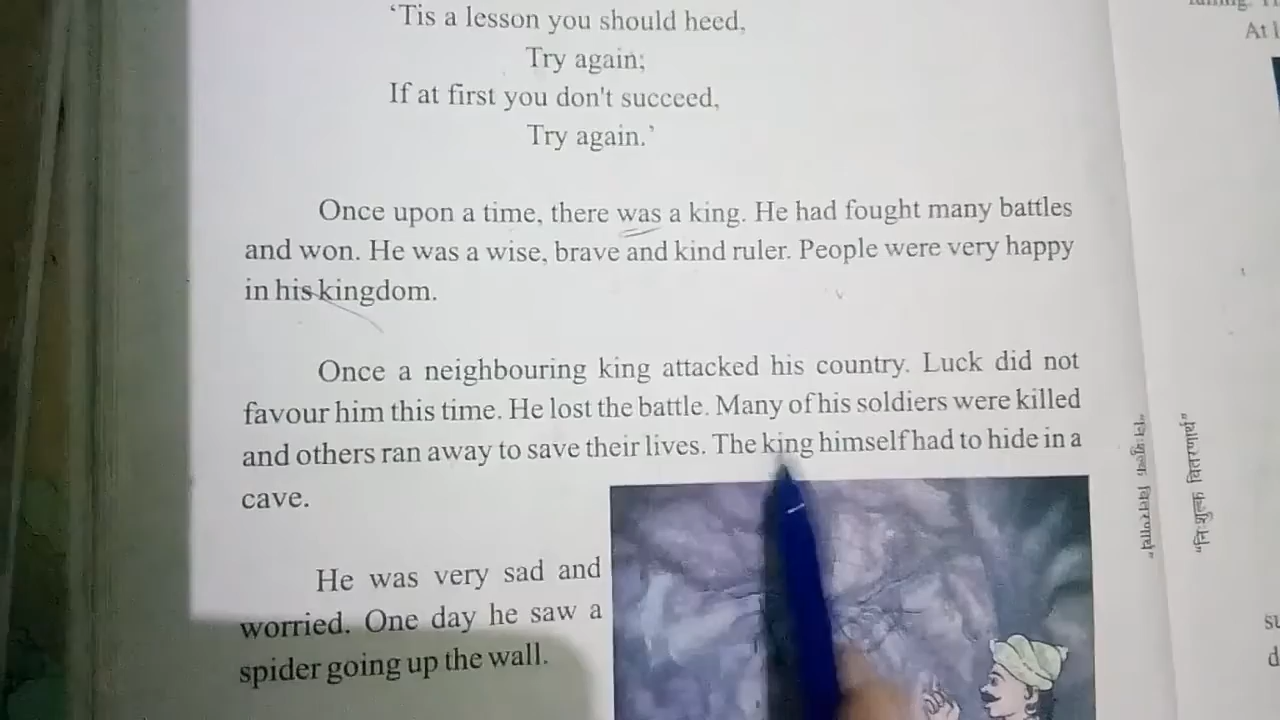 ‘Tis a lesson you should heed,
Try again;
If at first you don't succeed,
Try again.’
Once upon a time, there was a king. He had fought many battles
and won. He was a wise, brave and kind ruler. People were very happy
in his kingdom.
Once a neighbouring king attacked his country. Luck did not
favour him this time. He lost the battle. Many of his soldiers were killed
and others ran away to save their lives. The king himself had to hide in a
cave.
He was very sad and
worried. One day he saw a
spider going up the wall.
“निःशुल्क वितरणार्थ”
At